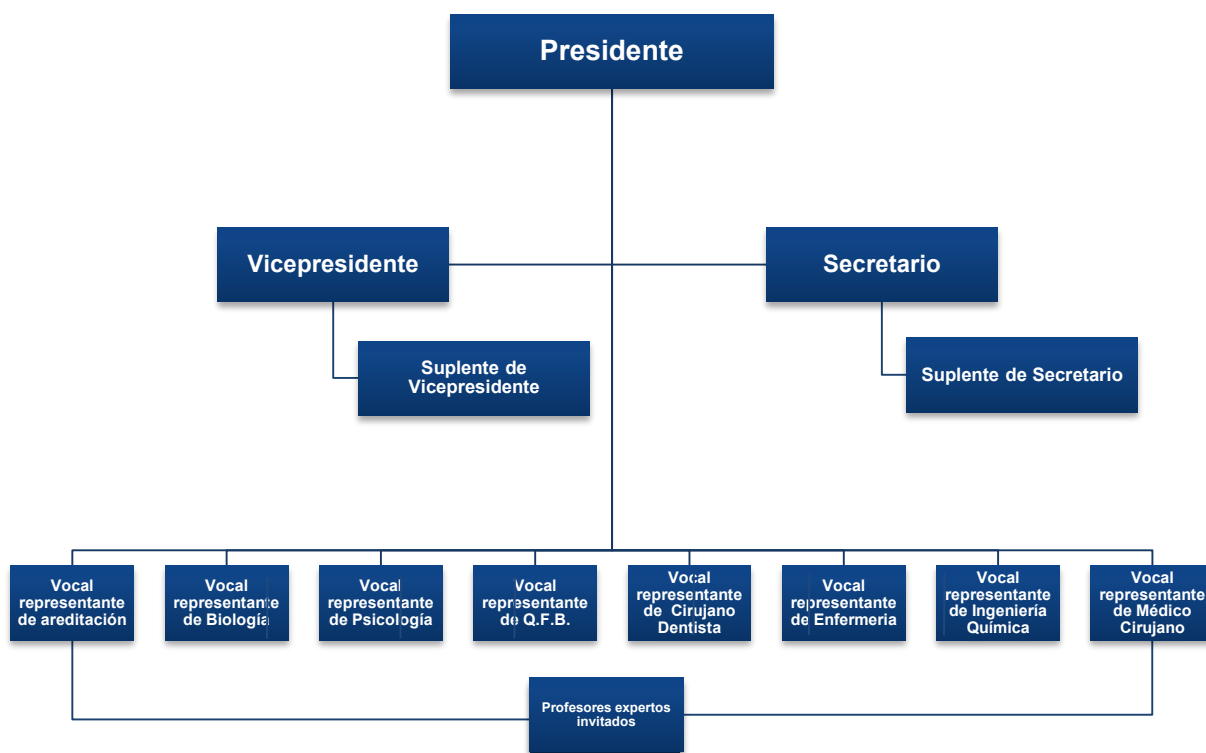 Presidente
Vicepresidente
Secretario
Suplente de
Vicepresidente
Suplente de Secretario
Vocal
representante
de areditación
Vocal
representante
de Biología
Vocal
representante
de Psicología
Vocal
representante
de Q.F.B.
Vocal
representante
de Cirujano
Dentista
Vocal
representante
de Enfermeria
Vocal
representante
de Ingeniería
Química
Vocal
representante
de Médico
Cirujano
Profesores expertos
invitados